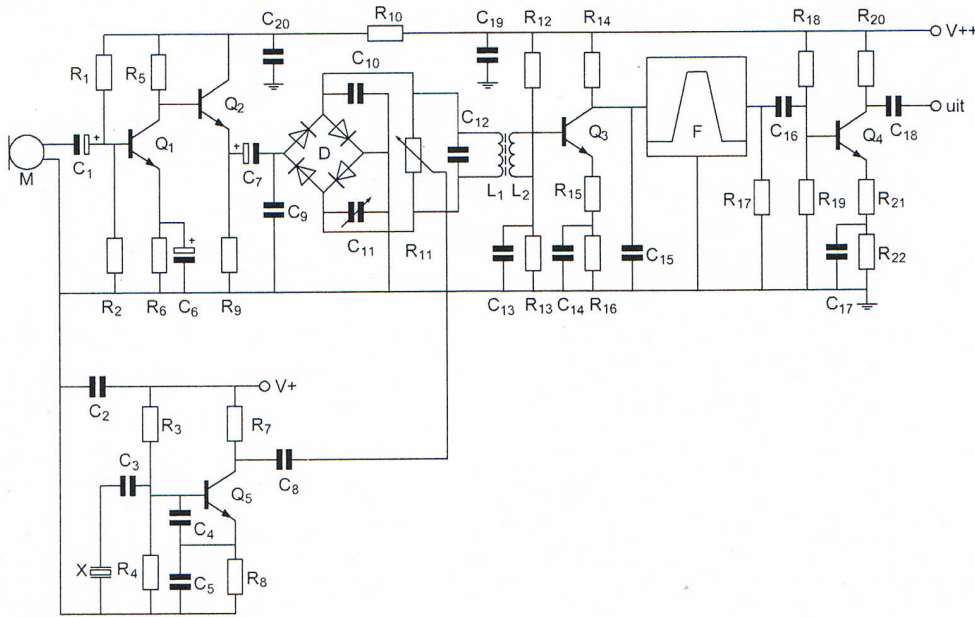 C20
R10
C19
R12
R14
R18
R20
V++
R1
R5
Q2
C10
C12
Q3
F
C16
Q4
C18
uit
M
C1
+
Q1
+
C7
D
L1
L2
R15
R17
R19
R21
C9
C11
R11
C15
R22
+
R2
R6
C6
R9
C13
R13
C14
R16
C17
C2
V+
R3
R7
C3
C8
Q5
C4
X
R4
C5
R8